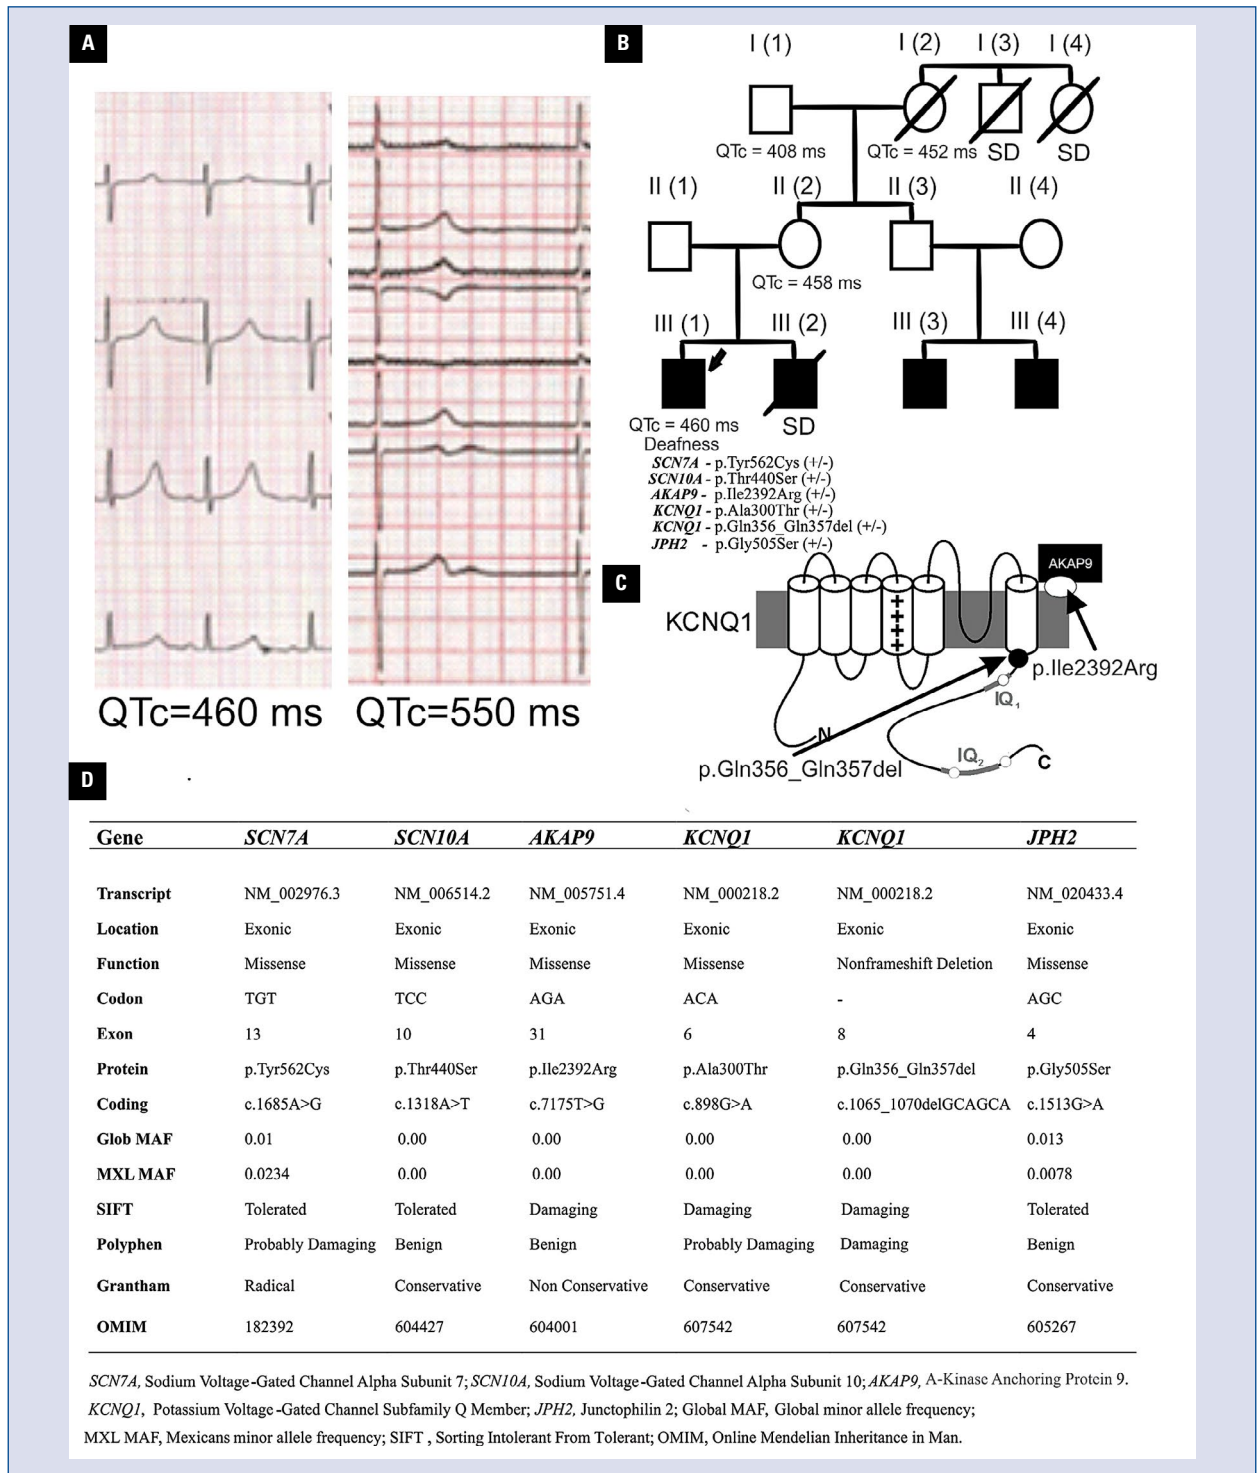 A
QTc=460 ms
QTc=550 ms
B
I (1) I (2) I (3) I (4)
QTc = 408 ms QTc = 452 ms SD SD
II (1) II (2) II (3) II (4)
QTc = 458 ms
III (1) III (2) III (3) III (4)
QTc = 460 ms SD
Deafness
SCN7A - p.Tyr562Cys (+/-)
SCN10A - p.Thr440Ser (+/-)
AKAP9 - p.Ile2392Arg (+/-)
KCNQ1 - p.Ala300Thr (+/-)
KCNQ1 - p.Gln356_Gln357del (+/-)
JPH2 - p.Gly505Ser (+/-)
C
AKAP9
KCNQ1
+
+
+
+
p.Ile2392Arg
IQ1
N
IQ2
C
p.Gln356_Gln357del
D
Gene SCN7A SCN10A AKAP9 KCNQ1 KCNQ1 JPH2
Transcript NM_002976.3 NM_006514.2 NM_005751.4 NM_000218.2 NM_000218.2 NM_020433.4
Location Exonic Exonic Exonic Exonic Exonic Exonic
Function Missense Missense Missense Missense Nonframeshift Deletion Missense
Codon TGT TCC AGA ACA - AGC
Exon 13 10 31 6 8 4
Protein p.Tyr562Cys p.Thr440Ser p.Ile2392Arg p.Ala300Thr p.Gln356_Gln357del p.Gly505Ser
Coding c.1685A>G c.1318A>T c.7175T>G c.898G>A c.1065_1070delGCAGCA c.1513G>A
Glob MAF 0.01 0.00 0.00 0.00 0.00 0.013
MXL MAF 0.0234 0.00 0.00 0.00 0.00 0.0078
SIFT Tolerated Tolerated Damaging Damaging Damaging Tolerated
Polyphen Probably Damaging Benign Benign Probably Damaging Damaging Benign
Grantham Radical Conservative Non Conservative Conservative Conservative Conservative
OMIM 182392 604427 604001 607542 607542 605267
SCN7A, Sodium Voltage-Gated Channel Alpha Subunit 7; SCN10A, Sodium Voltage-Gated Channel Alpha Subunit 10; AKAP9, A-Kinase Anchoring Protein 9.
KCNQ1, Potassium Voltage-Gated Channel Subfamily Q Member; JPH2, Junctophilin 2; Global MAF, Global minor allele frequency;
MXL MAF, Mexicans minor allele frequency; SIFT , Sorting Intolerant From Tolerant; OMIM, Online Mendelian Inheritance in Man.